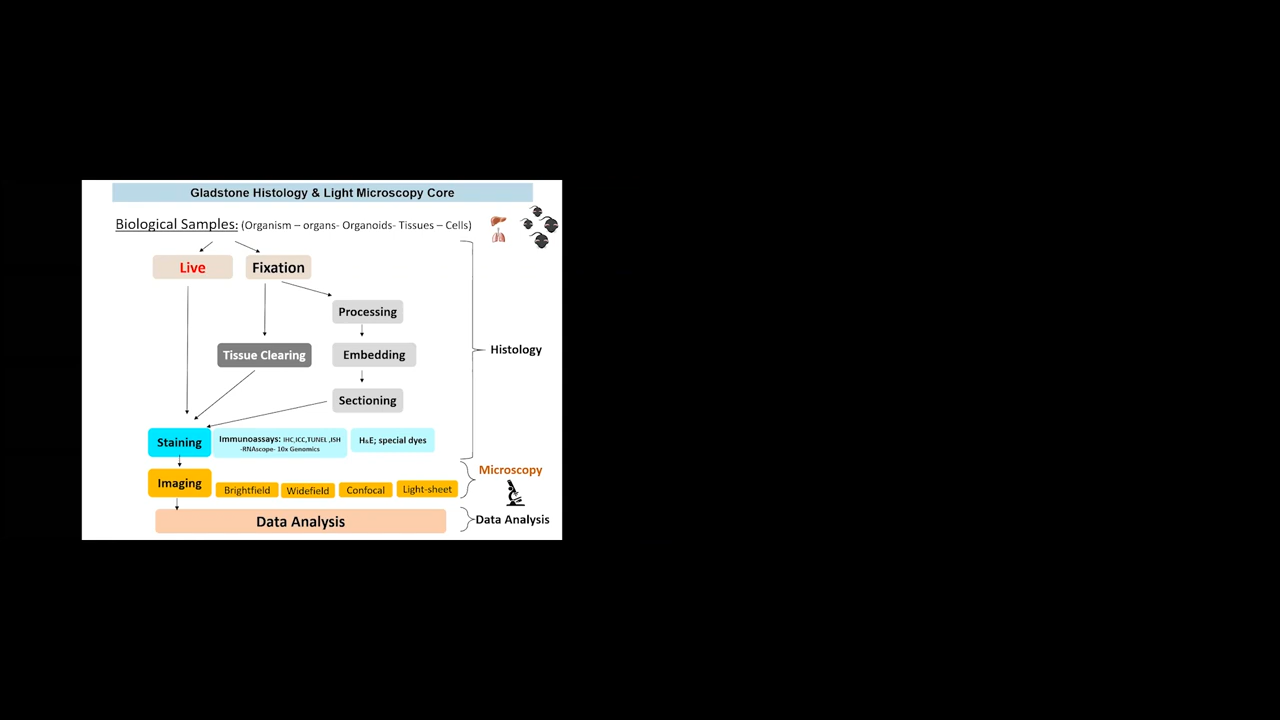 Gladstone Histology & Light Microscopy Core
Biological Samples: (Organism – organs- Organoids- Tissues – Cells)
Live
Fixation
Processing
Tissue Clearing
Embedding
Histology
Sectioning
Staining
Immunoassays: IHC,ICC,TUNEL ,ISH
-RNAscope- 10x Genomics
H&E; special dyes
Microscopy
Imaging
Brightfield
Widefield
Confocal
Light-sheet
Data Analysis
Data Analysis